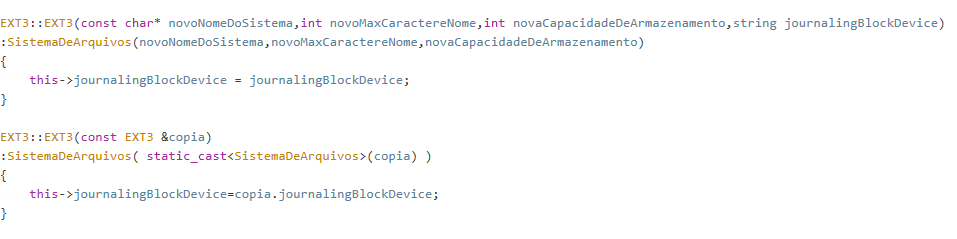 EXT3::EXT3(const char* novoNomeDoSistema,int novoMaxCaractereNome,int novaCapacidadeDeArmazenamento,string journalingBlockDevice)
:SistemaDeArquivos(novoNomeDoSistema,novoMaxCaractereNome,novaCapacidadeDeArmazenamento)
{
    this->journalingBlockDevice = journalingBlockDevice;
}

EXT3::EXT3(const EXT3 &copia)
:SistemaDeArquivos( static_cast<SistemaDeArquivos>(copia) )
{
    this->journalingBlockDevice=copia.journalingBlockDevice;
}